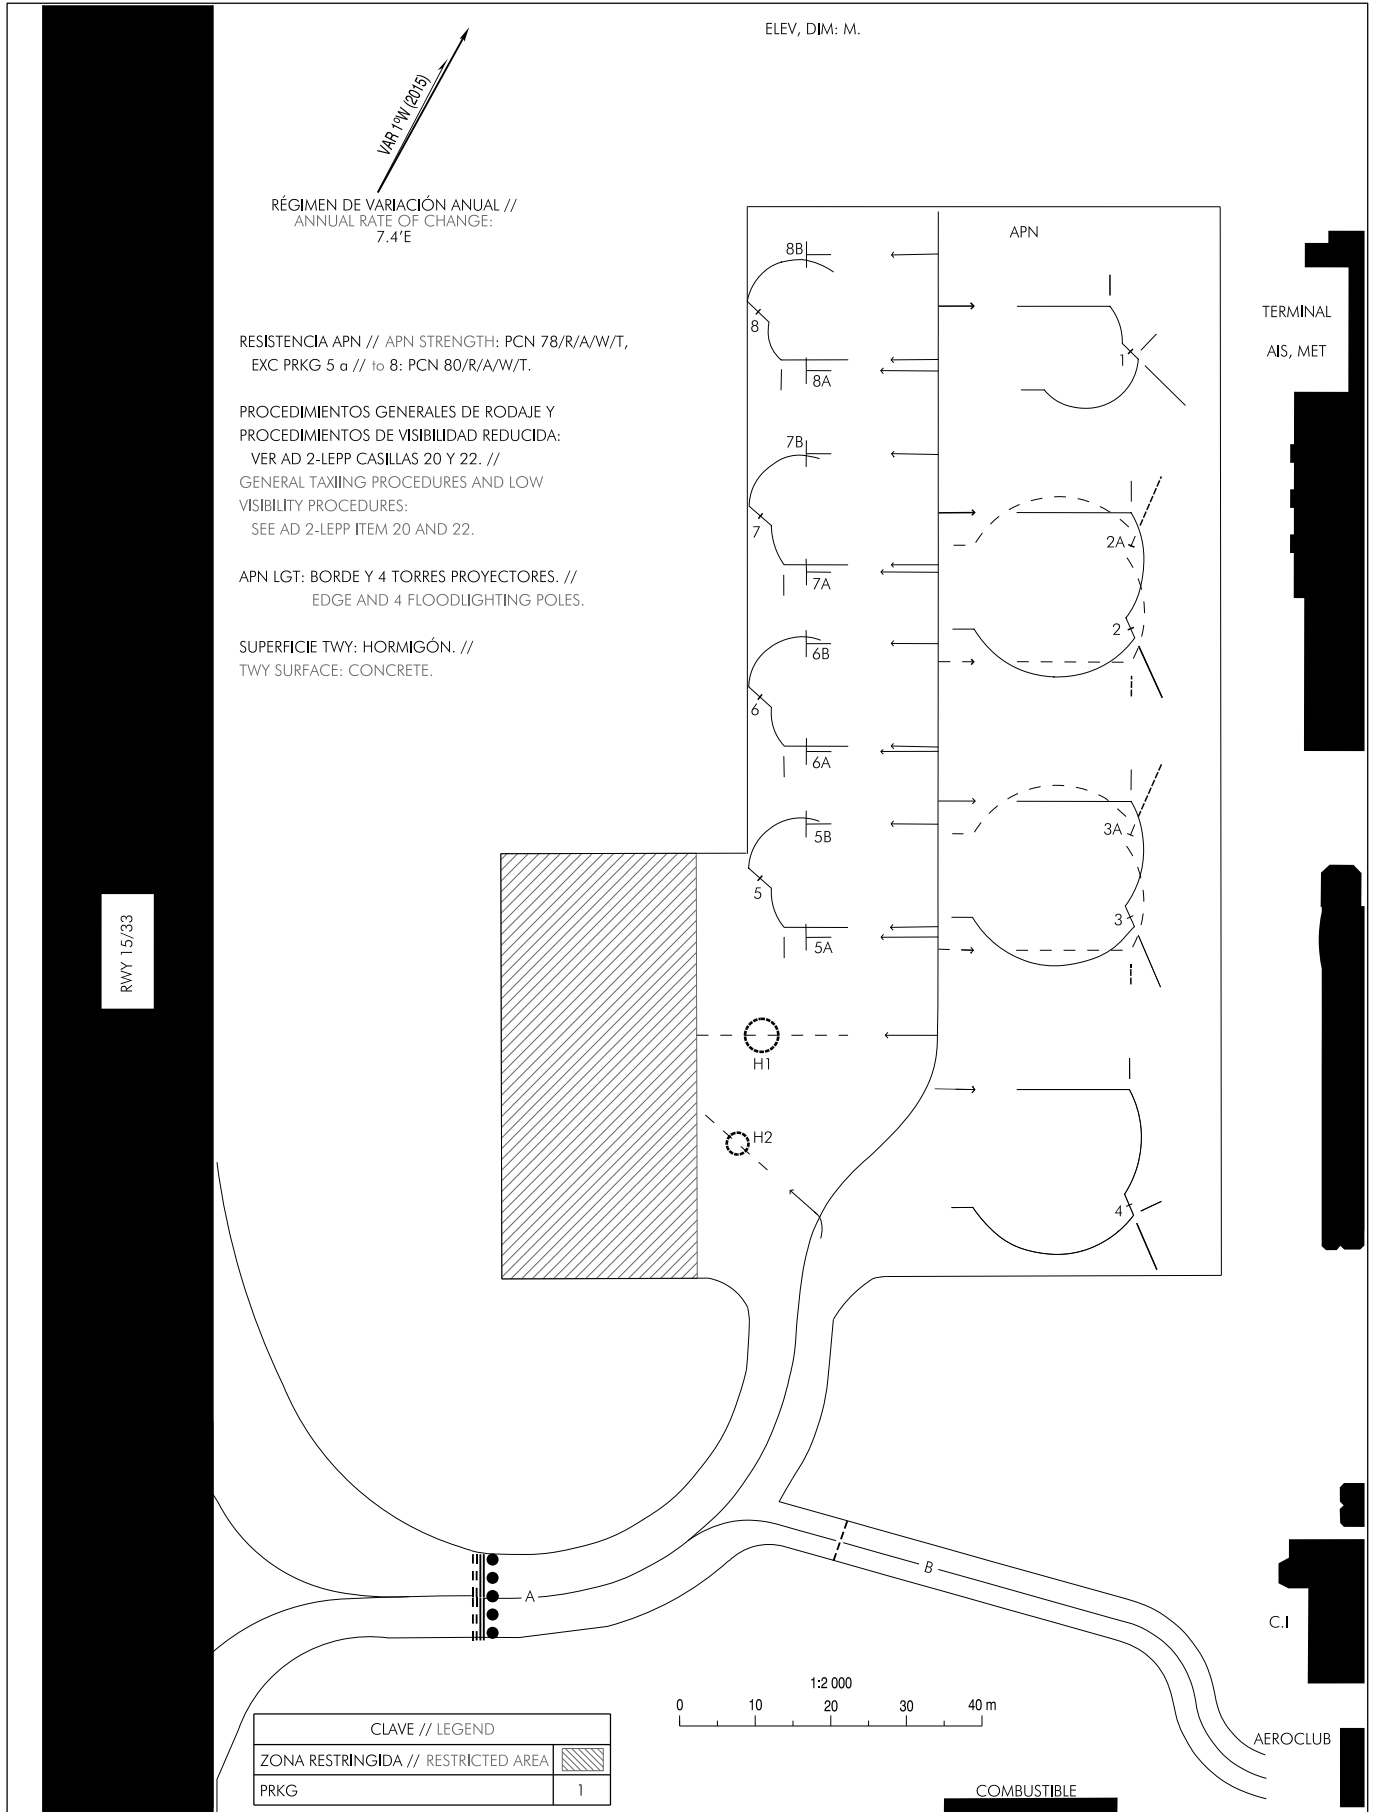 ELEV, DIM: M.
VAR 1°W (2015)
RÉGIMEN DE VARIACIÓN ANUAL //
ANNUAL RATE OF CHANGE:
7.4'E
RESISTENCIA APN // APN STRENGTH: PCN 78/R/A/W/T,
EXC PRKG 5 a // to 8: PCN 80/R/A/W/T.
PROCEDIMIENTOS GENERALES DE RODAJE Y
PROCEDIMIENTOS DE VISIBILIDAD REDUCIDA:
VER AD 2-LEPP CASILLAS 20 Y 22. //
GENERAL TAXIING PROCEDURES AND LOW
VISIBILITY PROCEDURES:
SEE AD 2-LEPP ITEM 20 AND 22.
APN LGT: BORDE Y 4 TORRES PROYECTORES. //
EDGE AND 4 FLOODLIGHTING POLES.
SUPERFICIE TWY: HORMIGÓN. //
TWY SURFACE: CONCRETE.
RWY 15/33
APN
8B
8
8A
7B
7
7A
6B
6
6A
5B
5
5A
H1
H2
1
2A
2
3A
3
4
TERMINAL
AIS, MET
A
B
C.I
AEROCLUB
COMBUSTIBLE
1:2 000
0 10 20 30 40 m
CLAVE // LEGEND
ZONA RESTRINGIDA // RESTRICTED AREA
PRKG 1